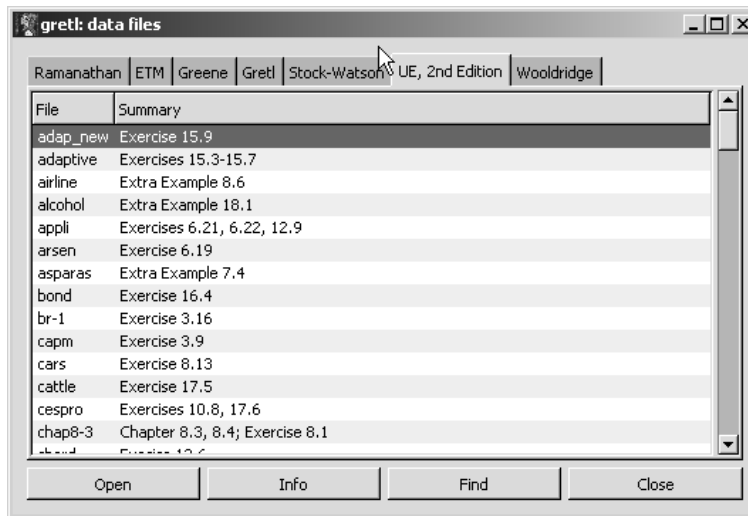 gretl: data files
Ramanathan ETM Greene Gretl Stock-Watson UE, 2nd Edition Wooldridge
File Summary
adap_new Exercise 15.9
adaptive Exercises 15.3-15.7
airline Extra Example 8.6
alcohol Extra Example 18.1
appli Exercises 6.21, 6.22, 12.9
arsen Exercise 6.19
asparas Extra Example 7.4
bond Exercise 16.4
br-1 Exercise 3.16
capm Exercise 3.9
cars Exercise 8.13
cattle Exercise 17.5
cespro Exercises 10.8, 17.6
chap8-3 Chapter 8.3, 8.4; Exercise 8.1
Open Info Find Close